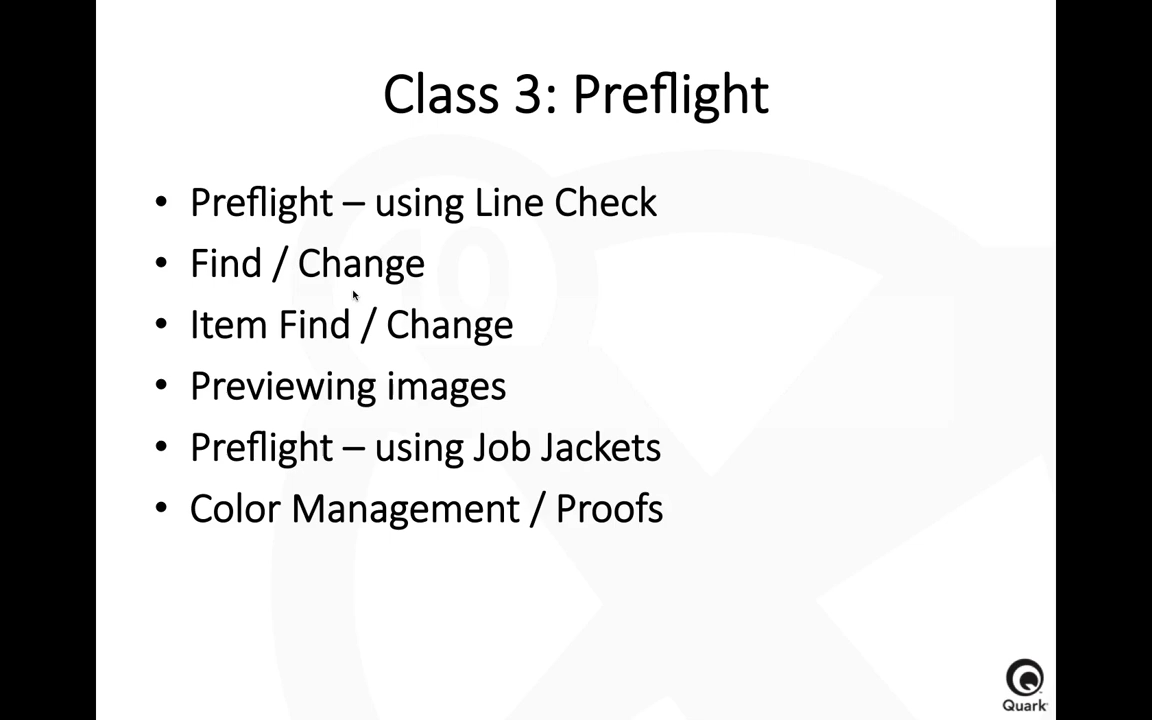 Class 3: Preflight
• Preflight – using Line Check
• Find / Change
• Item Find / Change
• Previewing images
• Preflight – using Job Jackets
• Color Management / Proofs
10
Quark